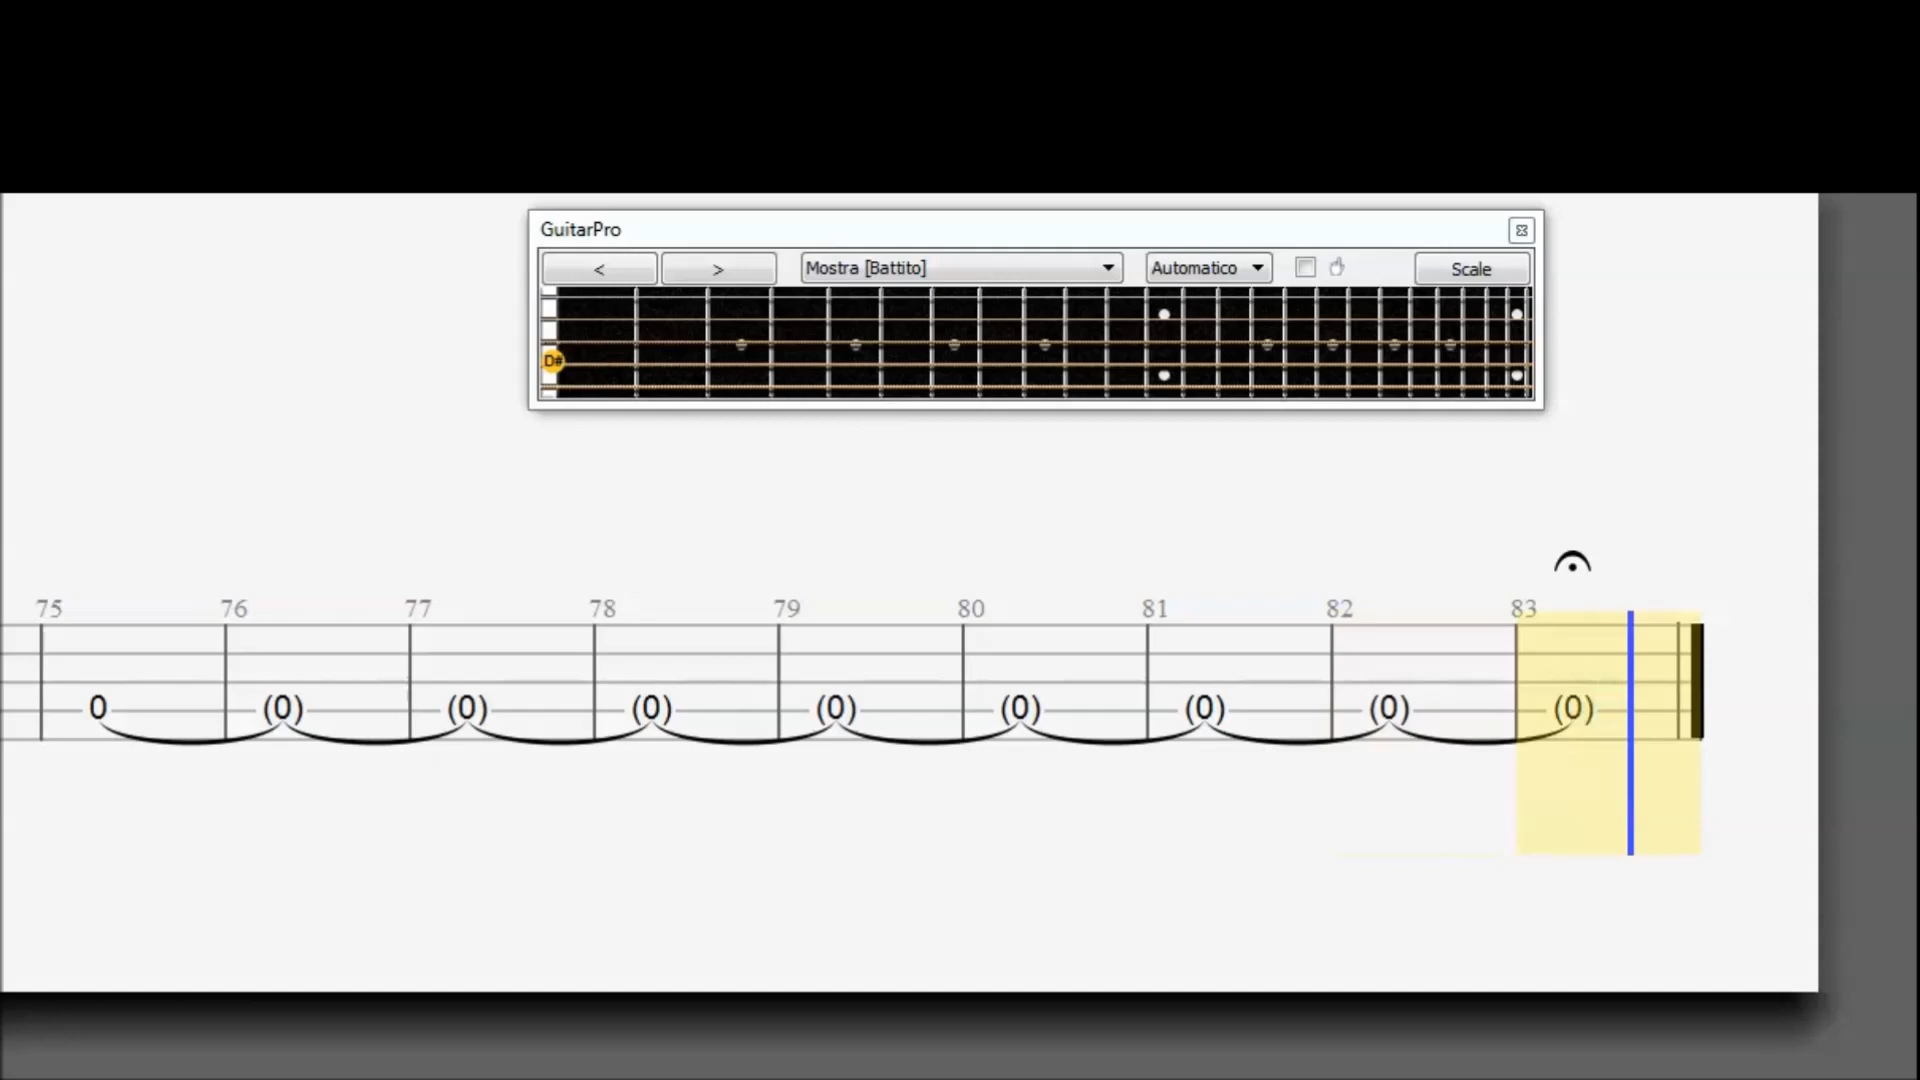 GuitarPro
< > Mostra [Battito] Automatico Scale
D#
75 76 77 78 79 80 81 82 83
0 (0) (0) (0) (0) (0) (0) (0) (0)